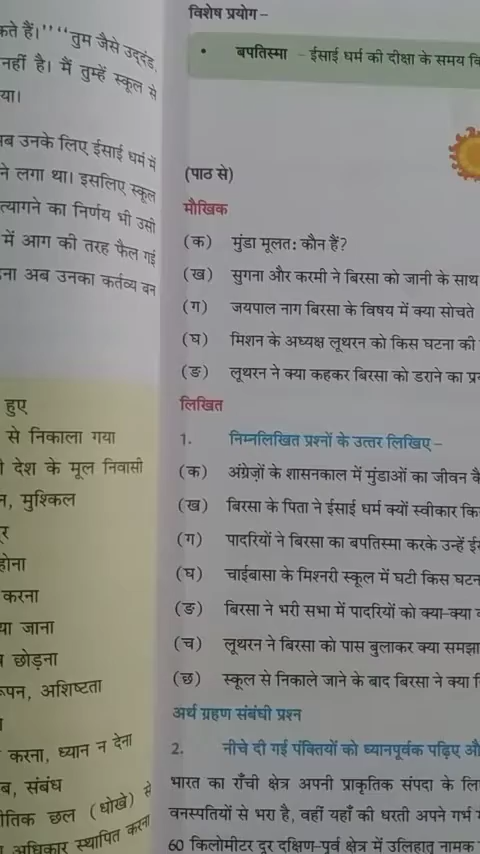 कते हैं।" "तुम जैसे उद्दंड,
नहीं है। मैं तुम्हें स्कूल से
या।
उनके लिए ईसाई धर्म में
ने लगा था। इसलिए स्कूल
त्यागने का निर्णय भी उसी
में आग की तरह फैल गई
अब उनका कर्तव्य बन
हुए
से निकाला गया
देश के मूल निवासी
मुश्किल
होना
करना
या जाना
छोड़ना
अशिष्टता
करना, ध्यान न देना
संबंध
छल (धोखे) से
अधिकार स्थापित करना
विशेष प्रयोग –
• बपतिस्मा – ईसाई धर्म की दीक्षा के समय
(पाठ से)
मौखिक
(क) मुंडा मूलत: कौन हैं?
(ख) सुगना और करमी ने बिरसा को जानी के साथ
(ग) जयपाल नाग बिरसा के विषय में क्या सोचते
(घ) मिशन के अध्यक्ष लूथरन को किस घटना की
(ङ) लूथरन ने क्या कहकर बिरसा को डराने का
लिखित
1. निम्नलिखित प्रश्नों के उत्तर लिखिए –
(क) अंग्रेज़ों के शासनकाल में मुंडाओं का जीवन
(ख) बिरसा के पिता ने ईसाई धर्म क्यों स्वीकार
(ग) पादरियों ने बिरसा का बपतिस्मा करके उन्हें
(घ) चाईबासा के मिश्नरी स्कूल में घटी किस
(ङ) बिरसा ने भरी सभा में पादरियों को क्या-क्या
(च) लूथरन ने बिरसा को पास बुलाकर क्या
(छ) स्कूल से निकाले जाने के बाद बिरसा ने क्या
अर्थ ग्रहण संबंधी प्रश्न
2. नीचे दी गई पंक्तियों को ध्यानपूर्वक पढ़िए
भारत का राँची क्षेत्र अपनी प्राकृतिक संपदा के
वनस्पतियों से भरा है, वहीं यहाँ की धरती अपने गर्भ
60 किलोमीटर दूर दक्षिण-पूर्व क्षेत्र में उलिहातु नामक